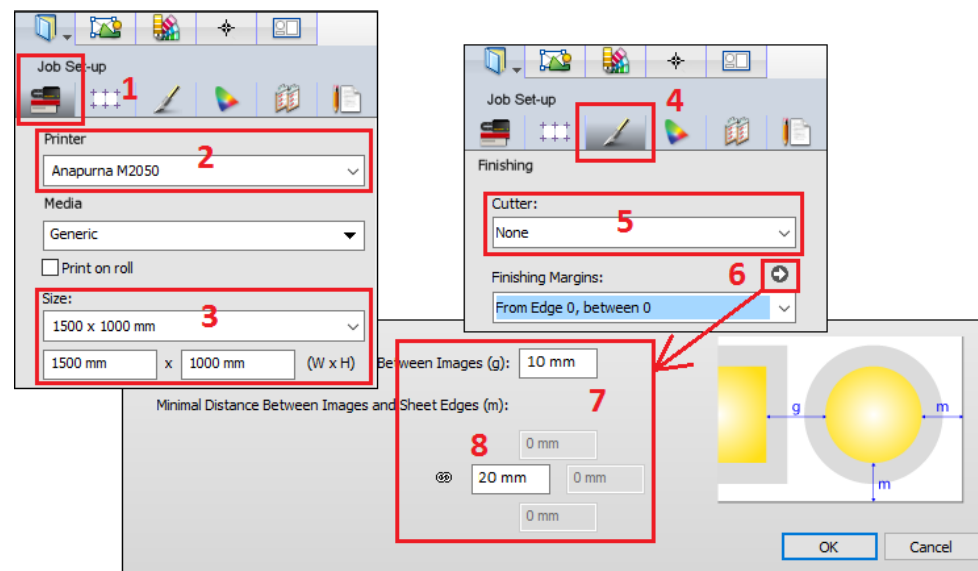 Job Set-up
1
Printer
Anapurna M2050
2
Media
Generic
Print on roll
Size:
1500 x 1000 mm
3
1500 mm x 1000 mm (W x H)
4
Job Set-up
Finishing
Cutter:
None
5
6
Finishing Margins:
From Edge 0, between 0
Between Images (g): 10 mm
Minimal Distance Between Images and Sheet Edges (m):
7
8
0 mm
20 mm 0 mm
0 mm
g m
m
OK Cancel